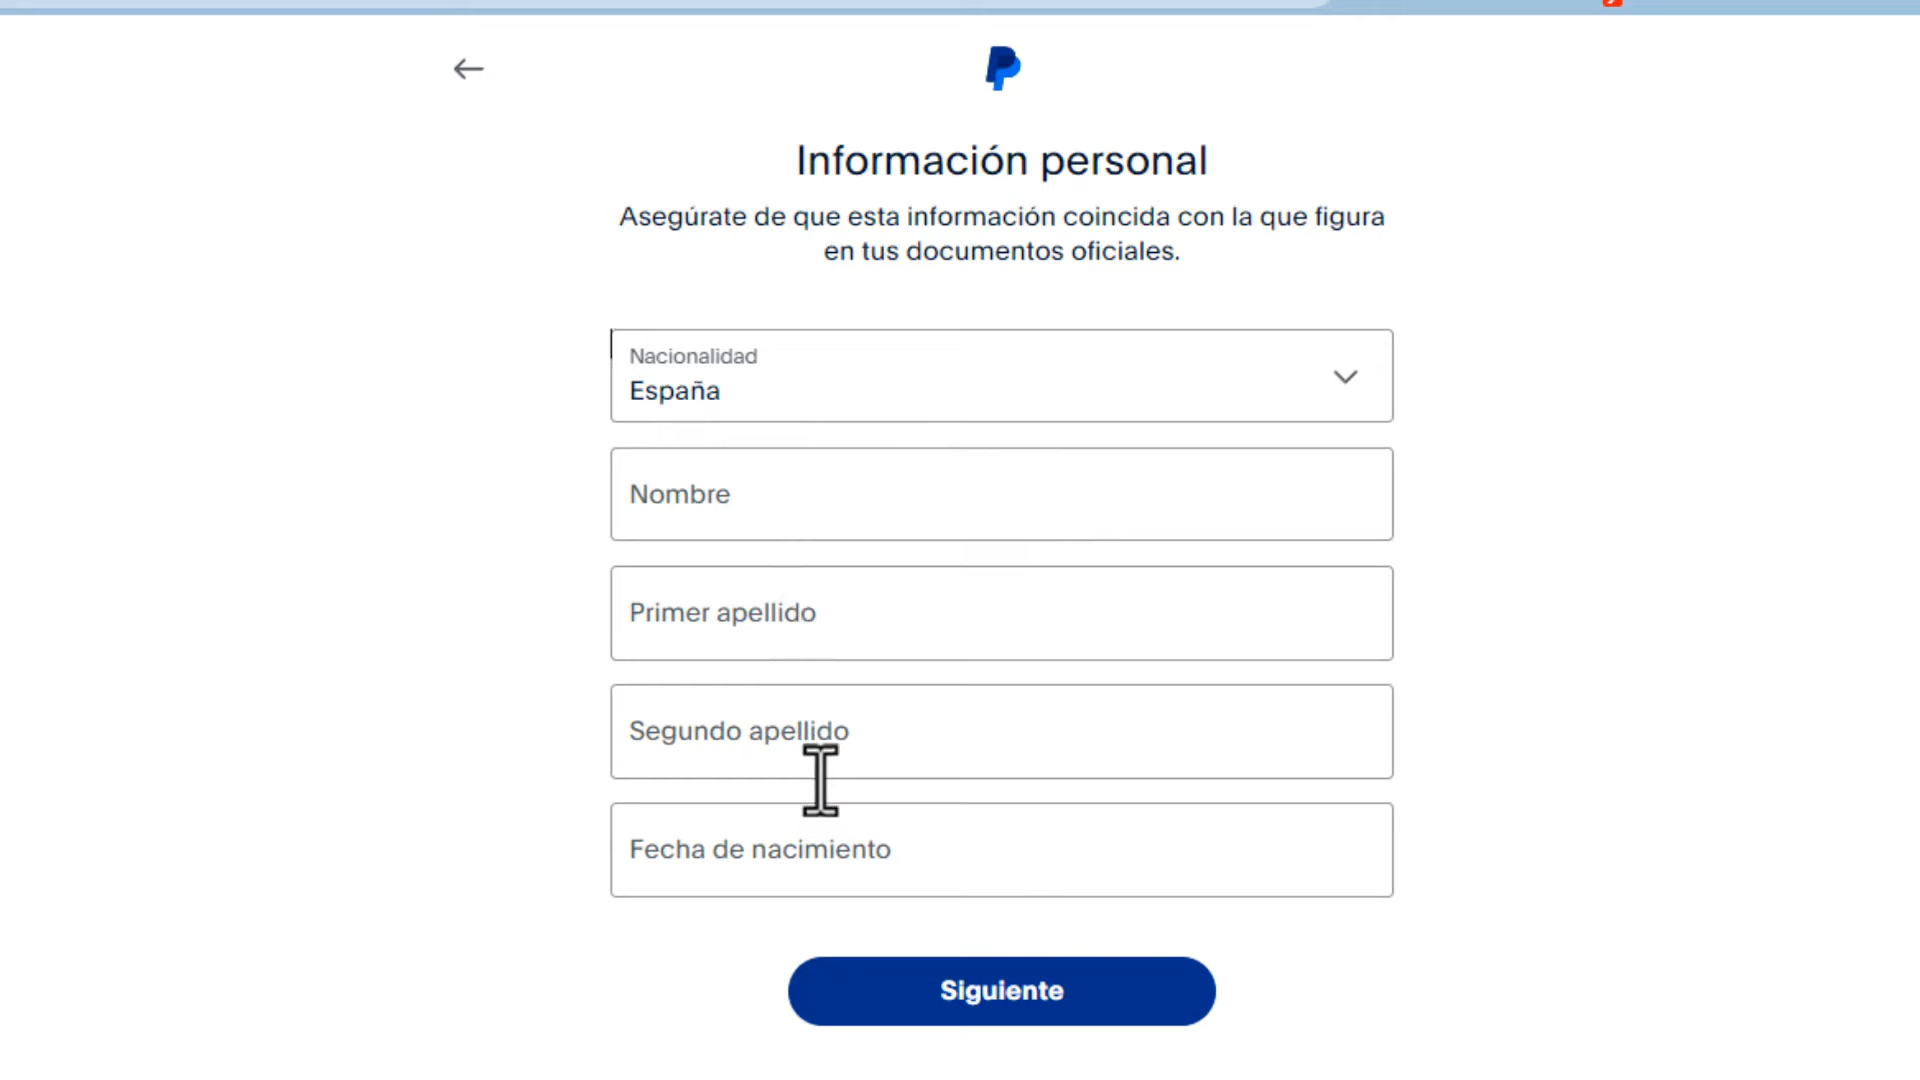 Información personal
Asegúrate de que esta información coincida con la que figura
en tus documentos oficiales.
Nacionalidad
España
Nombre
Primer apellido
Segundo apellido
Fecha de nacimiento
Siguiente